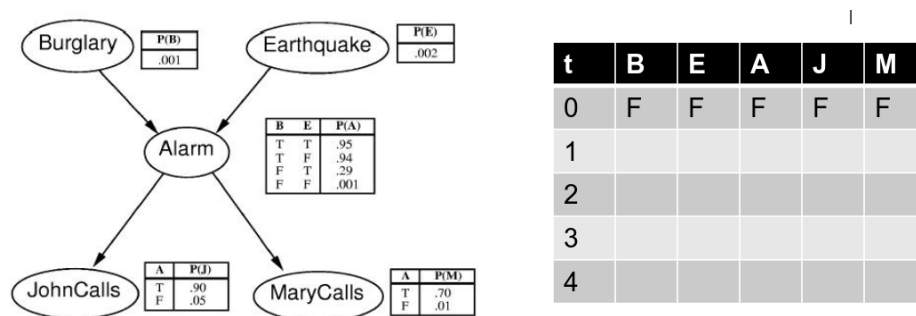 Burglary
P(B)
.001
Earthquake
P(E)
.002
Alarm
B E P(A)
T T .95
T F .94
F T .29
F F .001
JohnCalls
A P(J)
T .90
F .05
MaryCalls
A P(M)
T .70
F .01
|
t B E A J M
0 F F F F F
1
2
3
4